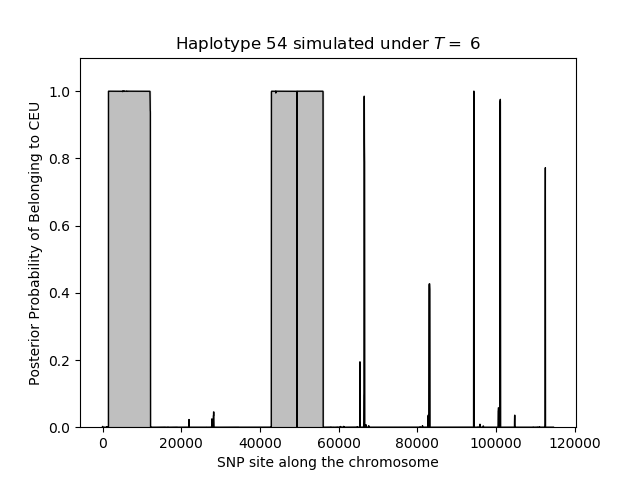 Haplotype 54 simulated under T = 6
Posterior Probability of Belonging to CEU
1.0
0.8
0.6
0.4
0.2
0.0
0 20000 40000 60000 80000 100000 120000
SNP site along the chromosome